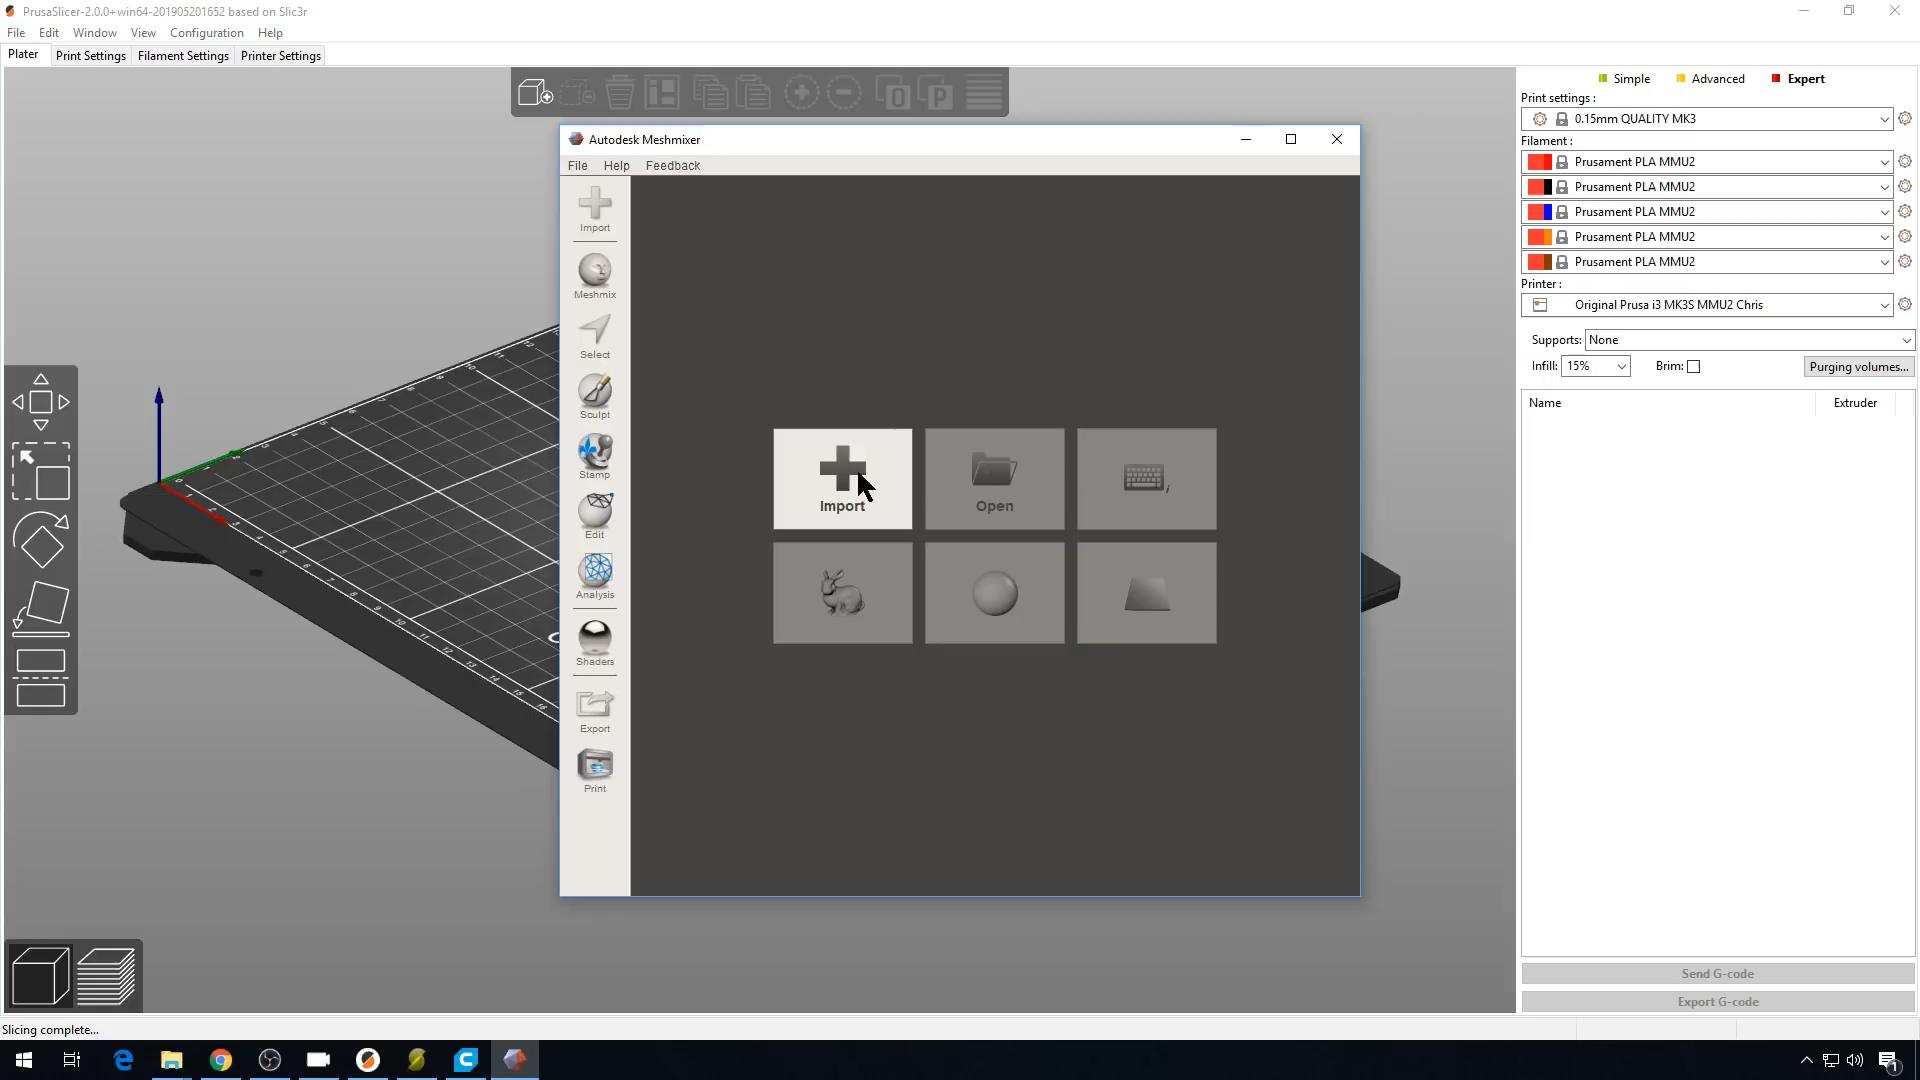 PrusaSlicer-2.0.0+win64-201905201652 based on Slic3r
File Edit Window View Configuration Help
Plater Print Settings Filament Settings Printer Settings
Simple Advanced Expert
Print settings :
0.15mm QUALITY MK3
Filament :
Prusament PLA MMU2
Prusament PLA MMU2
Prusament PLA MMU2
Prusament PLA MMU2
Prusament PLA MMU2
Printer :
Original Prusa i3 MK3S MMU2 Chris
Supports: None
Infill: 15% Brim: Purging volumes...
Name Extruder
Send G-code
Export G-code
Autodesk Meshmixer
File Help Feedback
Import
Meshmix
Select
Sculpt
Stamp
Edit
Analysis
Shaders
Export
Print
Import
Open
Slicing complete...